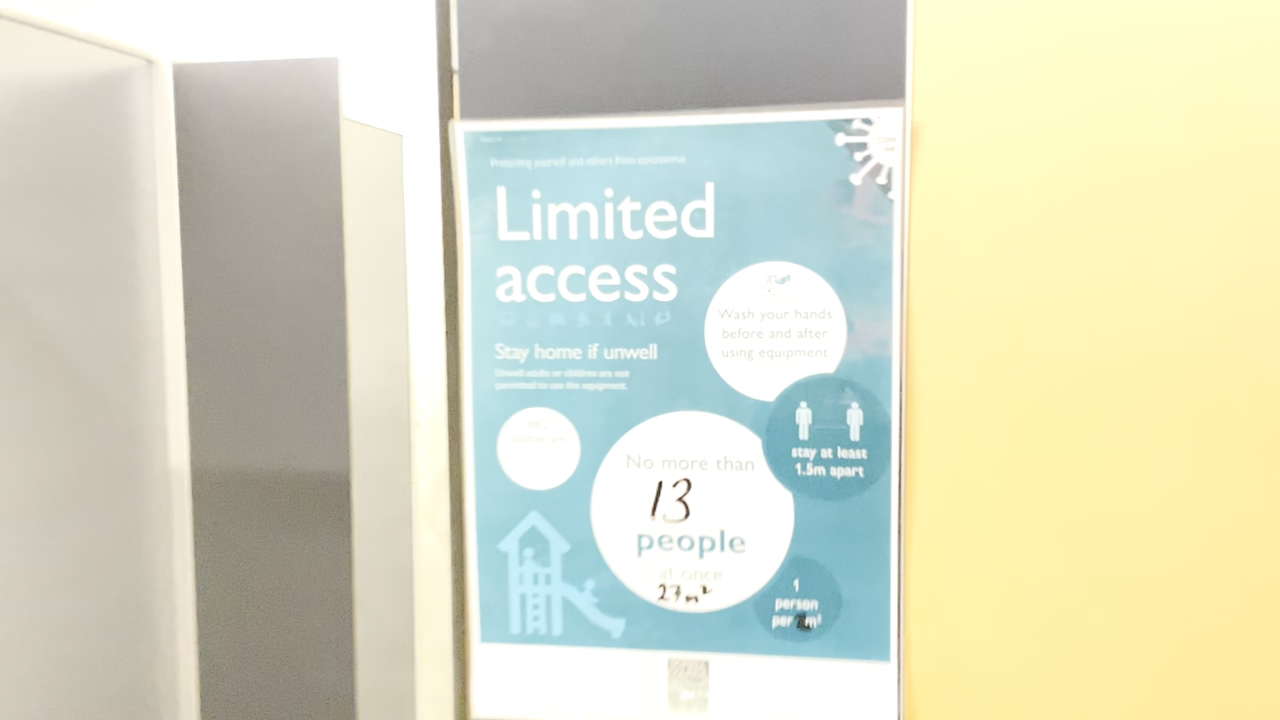 Protecting yourself and others from coronavirus
Limited
access
Stay home if unwell
Unwell adults or children are not
permitted to use the equipment.
Wash your hands
before and after
using equipment
stay at least
1.5m apart
No more than
13
people
at once
27m²
1
person
per m²